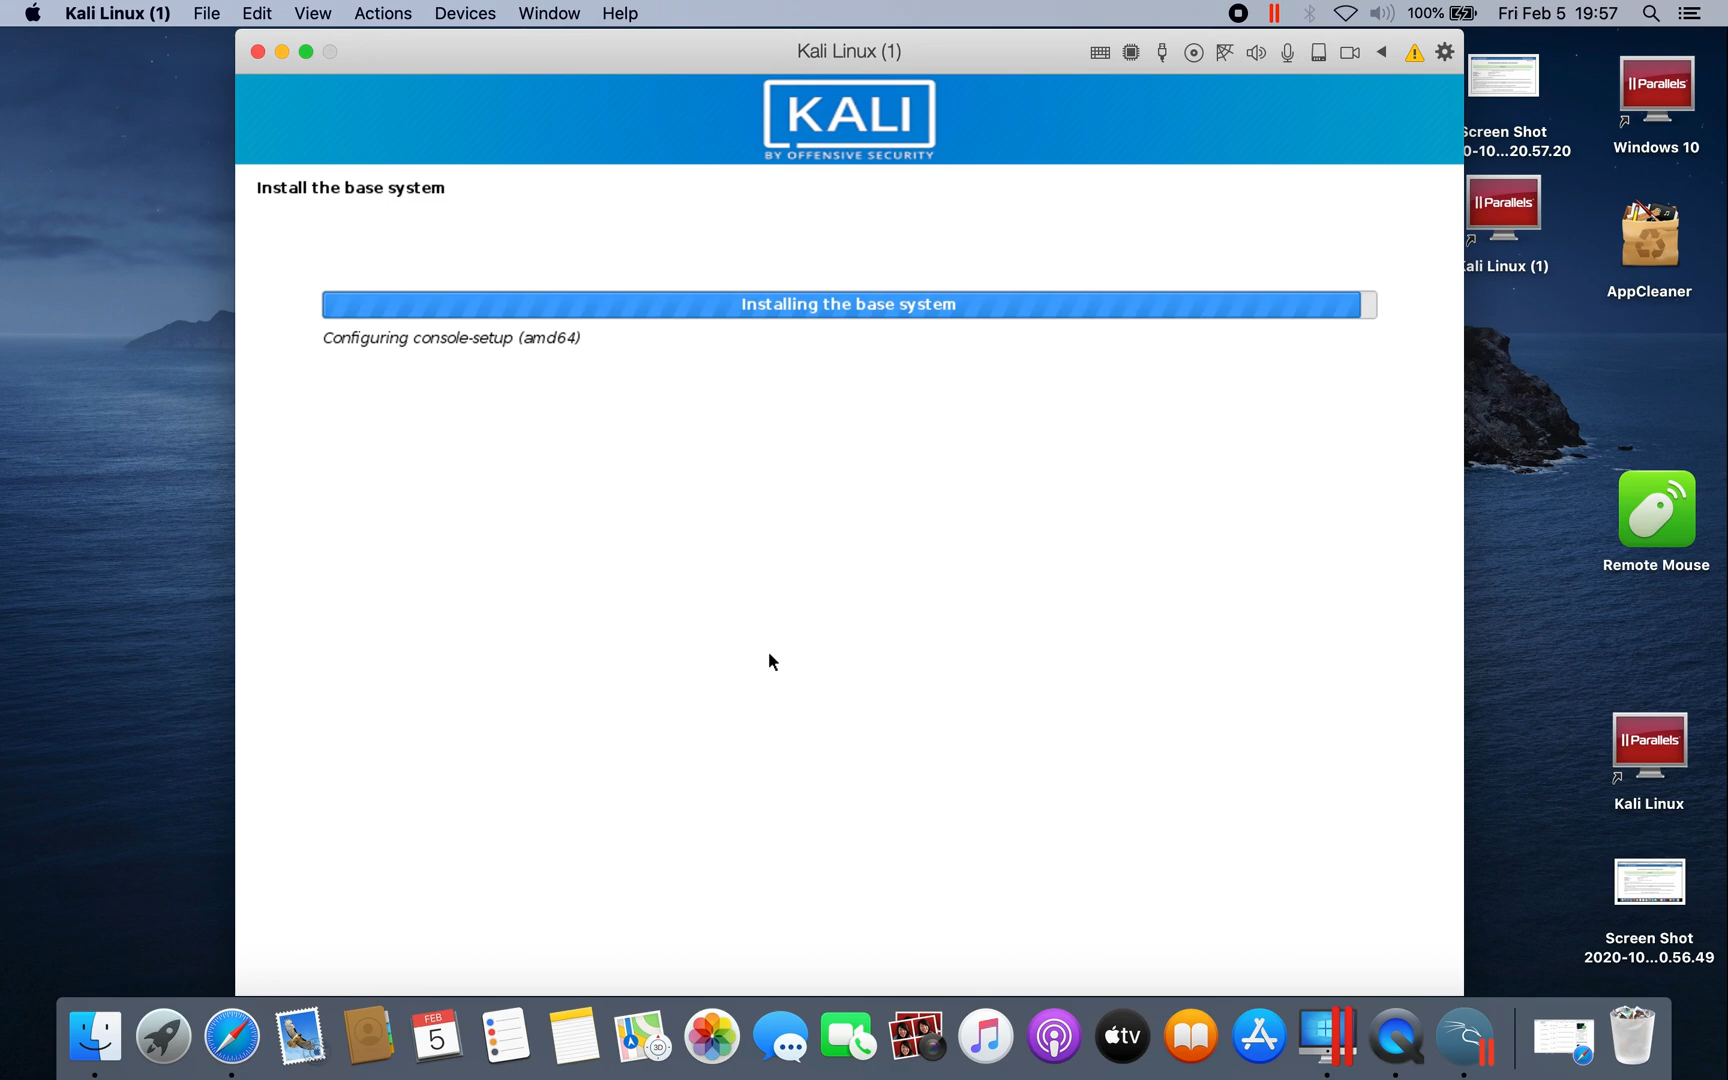 Kali Linux (1) File Edit View Actions Devices Window Help 100% Fri Feb 5 19:57
Kali Linux (1)
KALI
BY OFFENSIVE SECURITY
Install the base system
Installing the base system
Configuring console-setup (amd64)
Screen Shot
0-10...20.57.20
Parallels
Windows 10
Parallels
Kali Linux (1)
AppCleaner
Remote Mouse
Parallels
Kali Linux
Screen Shot
2020-10...0.56.49
FEB
5
3D
tv